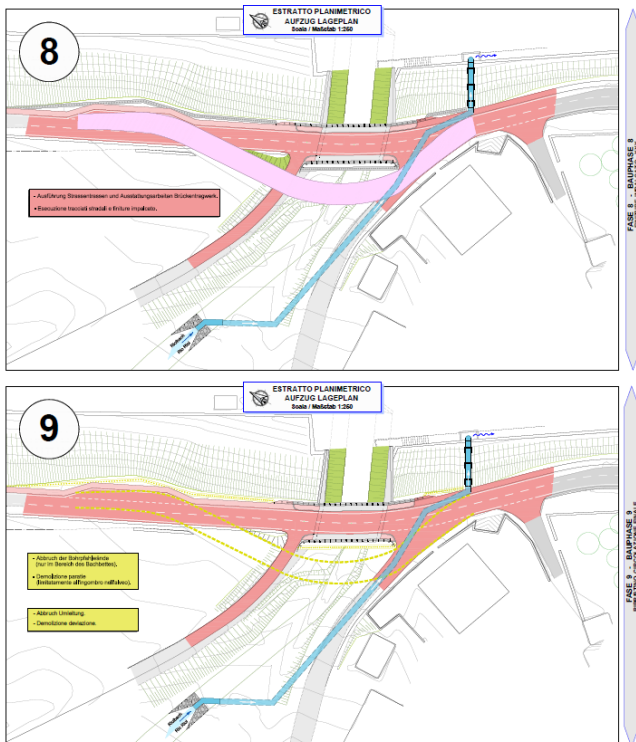 8
ESTRATTO PLANIMETRICO
AUFZUG LAGEPLAN
Scala / Maßstab 1:250
- Ausführung Strassentrassen und Ausstattungsarbeiten Brückentragwerk.
- Esecuzione tracciati stradali e finiture impalcato.
Rio
FASE 8 - BAUPHASE 8
9
ESTRATTO PLANIMETRICO
AUFZUG LAGEPLAN
Scala / Maßstab 1:250
- Abbruch der Bohrpfahlwände
(nur im Bereich des Bachbettes).
- Demolizione paratie
(limitatamente all'ingombro nell'alveo).
- Abbruch Umleitung.
- Demolizione deviazione.
Rio
FASE 9 - BAUPHASE 9